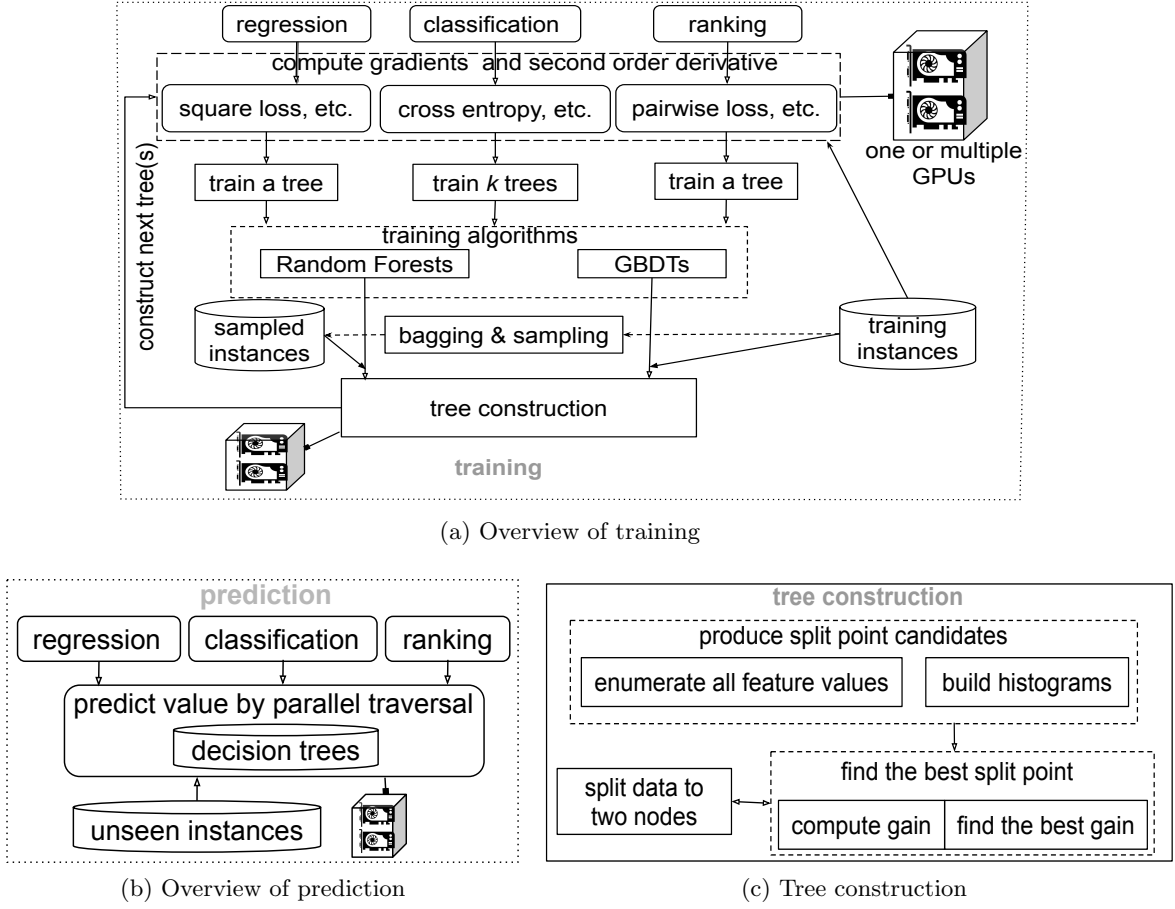 regression classification ranking
compute gradients and second order derivative
square loss, etc. cross entropy, etc. pairwise loss, etc.
one or multiple
GPUs
construct next tree(s)
train a tree train k trees train a tree
training algorithms
Random Forests GBDTs
sampled
instances
bagging & sampling
training
instances
tree construction
training
(a) Overview of training
prediction
regression classification ranking
predict value by parallel traversal
decision trees
unseen instances
(b) Overview of prediction
tree construction
produce split point candidates
enumerate all feature values build histograms
find the best split point
split data to
two nodes
compute gain find the best gain
(c) Tree construction